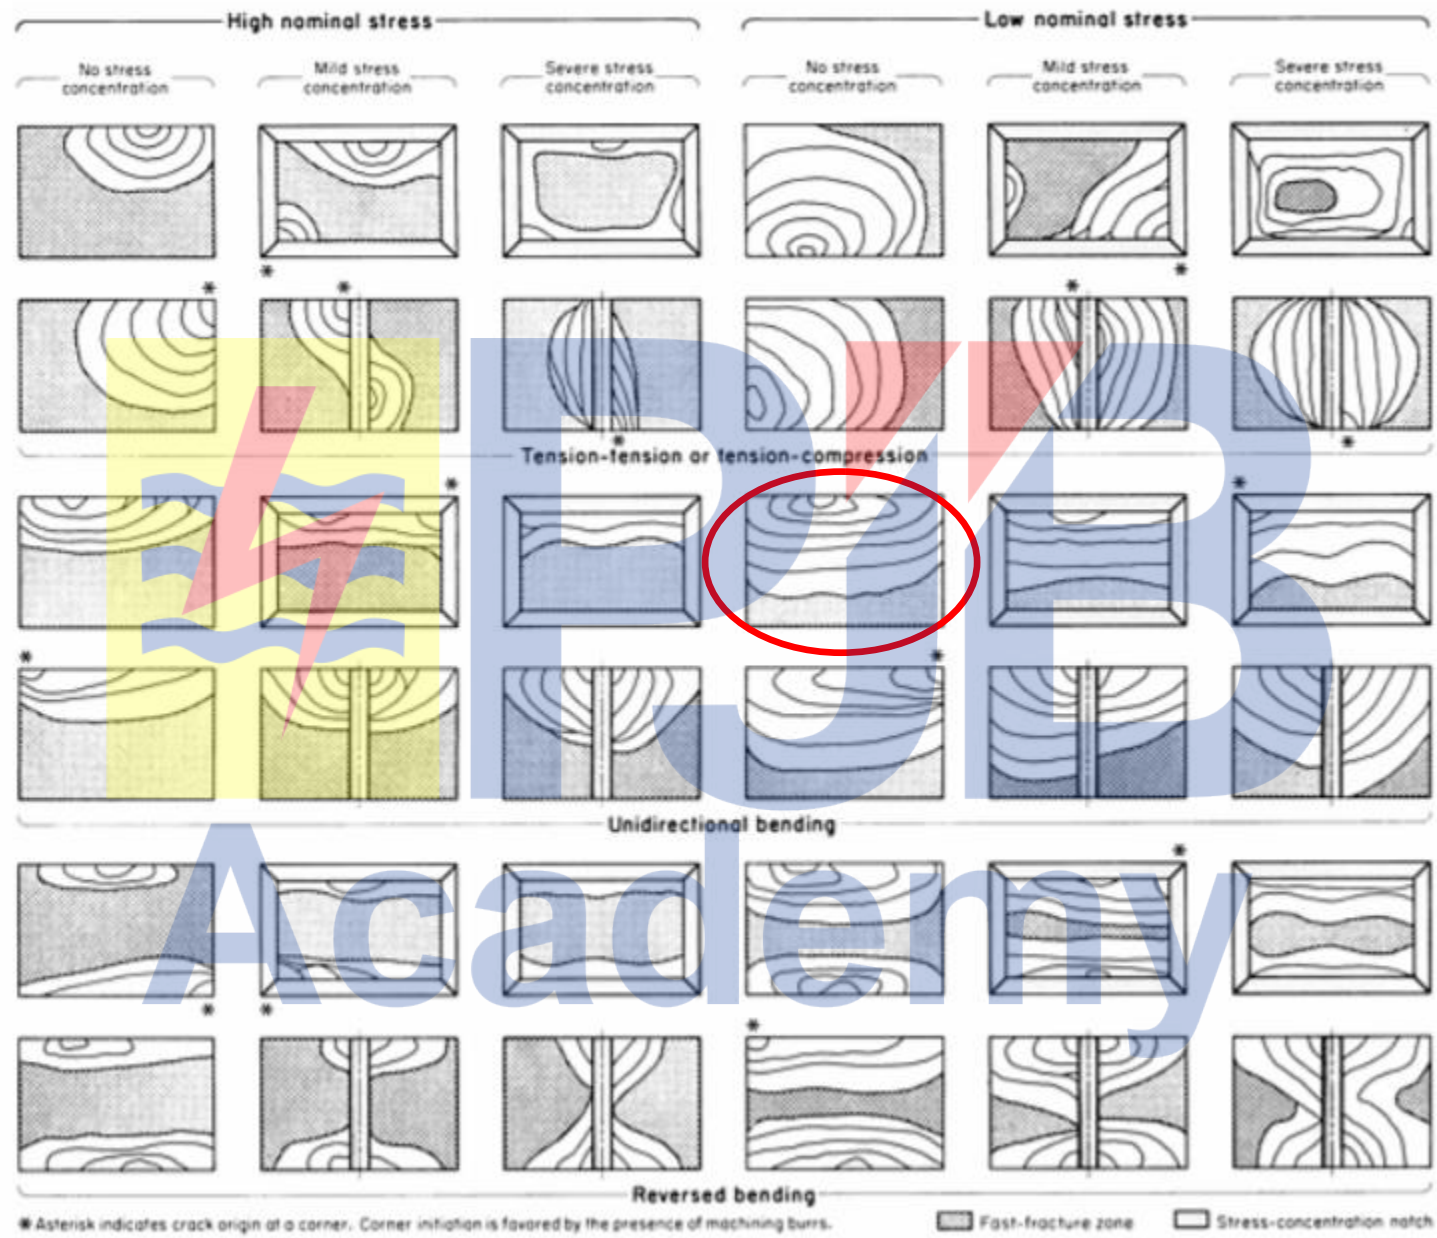 High nominal stress
Low nominal stress
No stress
concentration
Mild stress
concentration
Severe stress
concentration
No stress
concentration
Mild stress
concentration
Severe stress
concentration
*
*
*
*
*
*
*
Tension-tension or tension-compression
*
*
*
*
Unidirectional bending
*
*
*
*
Reversed bending
* Asterisk indicates crack origin at a corner. Corner initiation is favored by the presence of machining burrs.
Fast-fracture zone
Stress-concentration notch
PJB
Academy